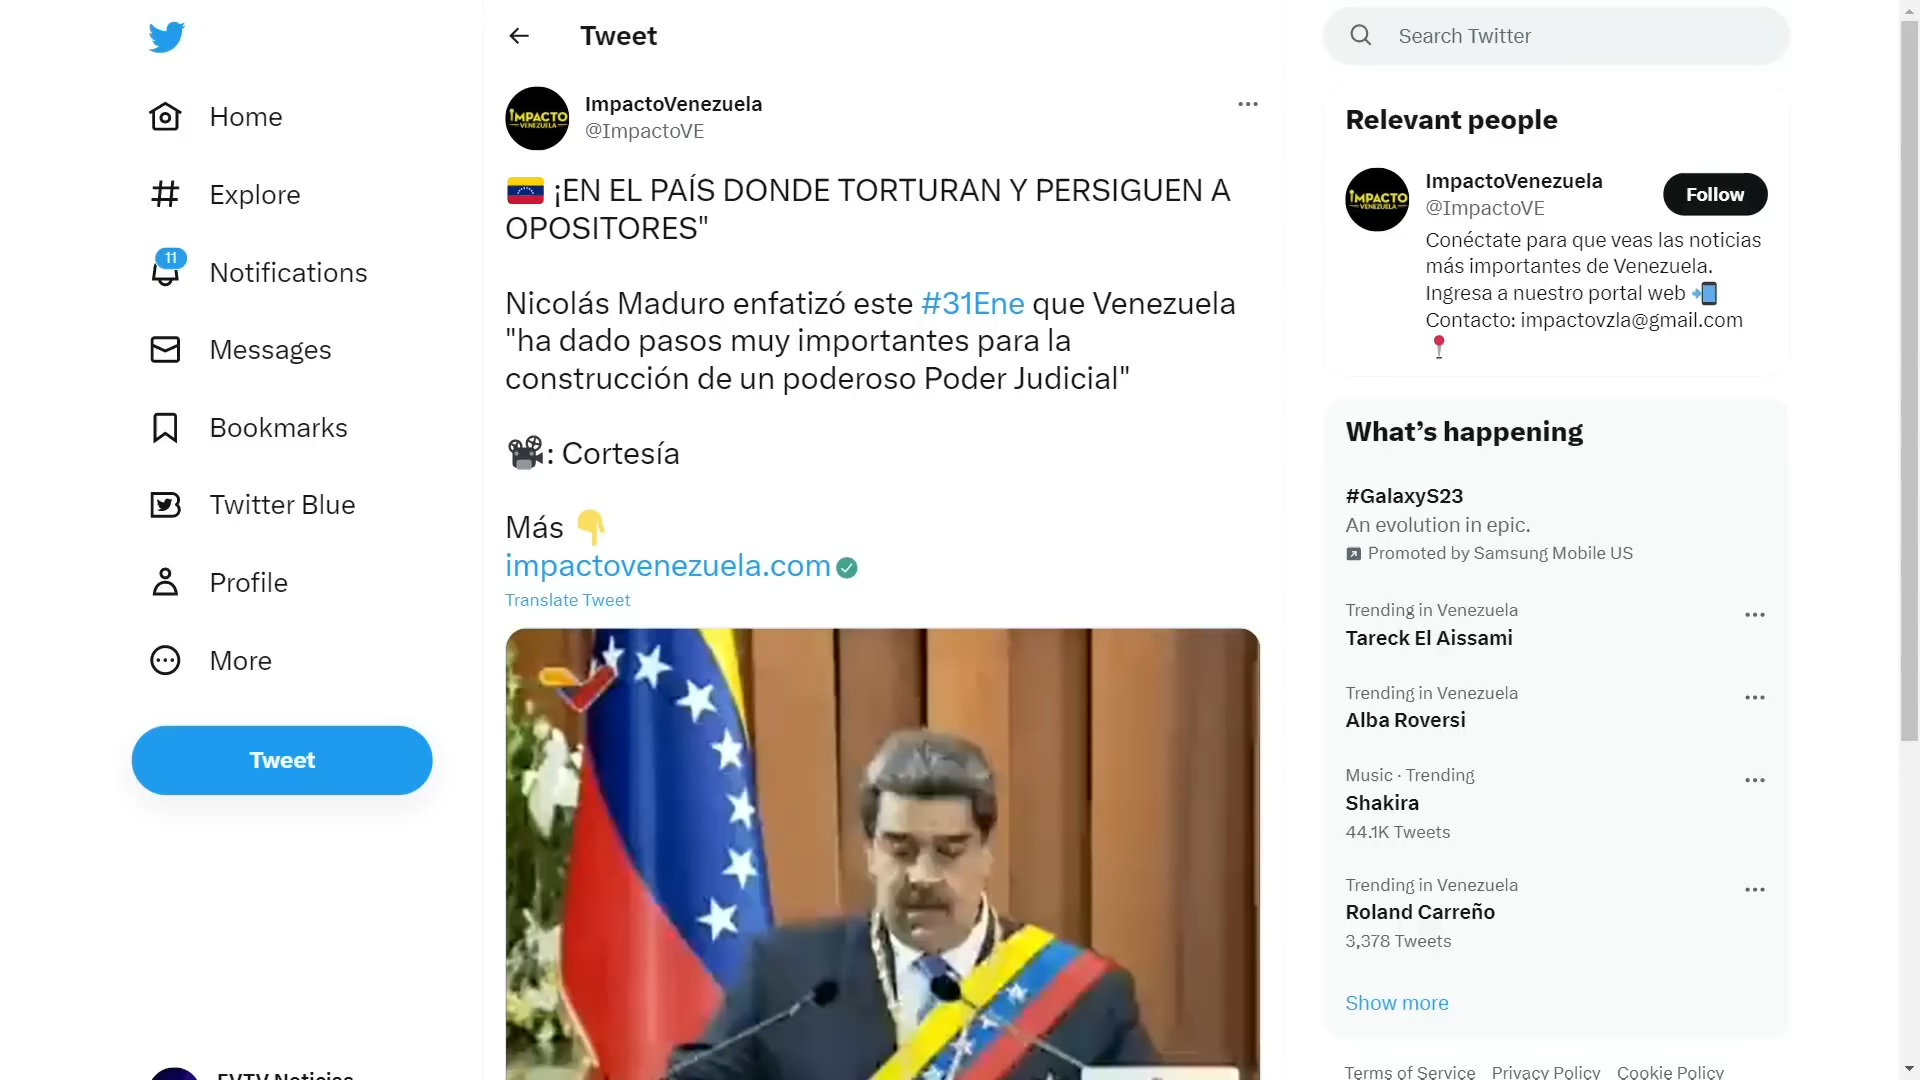 Home
Explore
11
Notifications
Messages
Bookmarks
Twitter Blue
Profile
More
Tweet
Tweet
IMPACTO
VENEZUELA
ImpactoVenezuela
@ImpactoVE
¡EN EL PAÍS DONDE TORTURAN Y PERSIGUEN A
OPOSITORES"
Nicolás Maduro enfatizó este #31Ene que Venezuela
"ha dado pasos muy importantes para la
construcción de un poderoso Poder Judicial"
: Cortesía
Más
impactovenezuela.com
Translate Tweet
Search Twitter
Relevant people
IMPACTO
VENEZUELA
ImpactoVenezuela
@ImpactoVE
Follow
Conéctate para que veas las noticias
más importantes de Venezuela.
Ingresa a nuestro portal web
Contacto: impactovzla@gmail.com
What's happening
#GalaxyS23
An evolution in epic.
Promoted by Samsung Mobile US
Trending in Venezuela
Tareck El Aissami
Trending in Venezuela
Alba Roversi
Music · Trending
Shakira
44.1K Tweets
Trending in Venezuela
Roland Carreño
3,378 Tweets
Show more
Terms of Service Privacy Policy Cookie Policy
EVTV Noticias